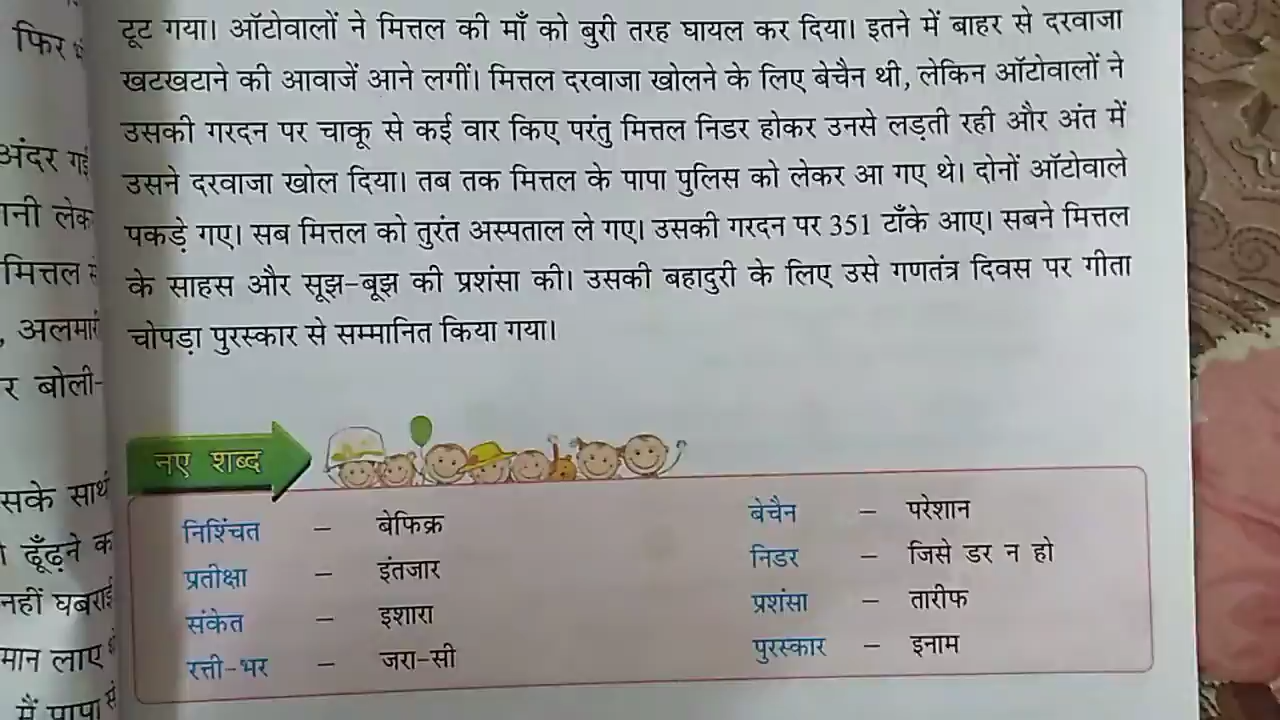 टूट गया। ऑटोवालों ने मित्तल की माँ को बुरी तरह घायल कर दिया। इतने में बाहर से दरवाजा
खटखटाने की आवाजें आने लगीं। मित्तल दरवाजा खोलने के लिए बेचैन थी, लेकिन ऑटोवालों ने
उसकी गरदन पर चाकू से कई वार किए परंतु मित्तल निडर होकर उनसे लड़ती रही और अंत में
उसने दरवाजा खोल दिया। तब तक मित्तल के पापा पुलिस को लेकर आ गए थे। दोनों ऑटोवाले
पकड़े गए। सब मित्तल को तुरंत अस्पताल ले गए। उसकी गरदन पर 351 टाँके आए। सबने मित्तल
के साहस और सूझ-बूझ की प्रशंसा की। उसकी बहादुरी के लिए उसे गणतंत्र दिवस पर गीता
चोपड़ा पुरस्कार से सम्मानित किया गया।
नए शब्द
निश्चिंत – बेफिक्र
प्रतीक्षा – इंतजार
संकेत – इशारा
रत्ती-भर – जरा-सी
बेचैन – परेशान
निडर – जिसे डर न हो
प्रशंसा – तारीफ
पुरस्कार – इनाम
फिर
अंदर गई
मित्तल
र बोली-
सके साथ
ढूँढ़ने
नहीं घबराई
मान लाए
में पापा